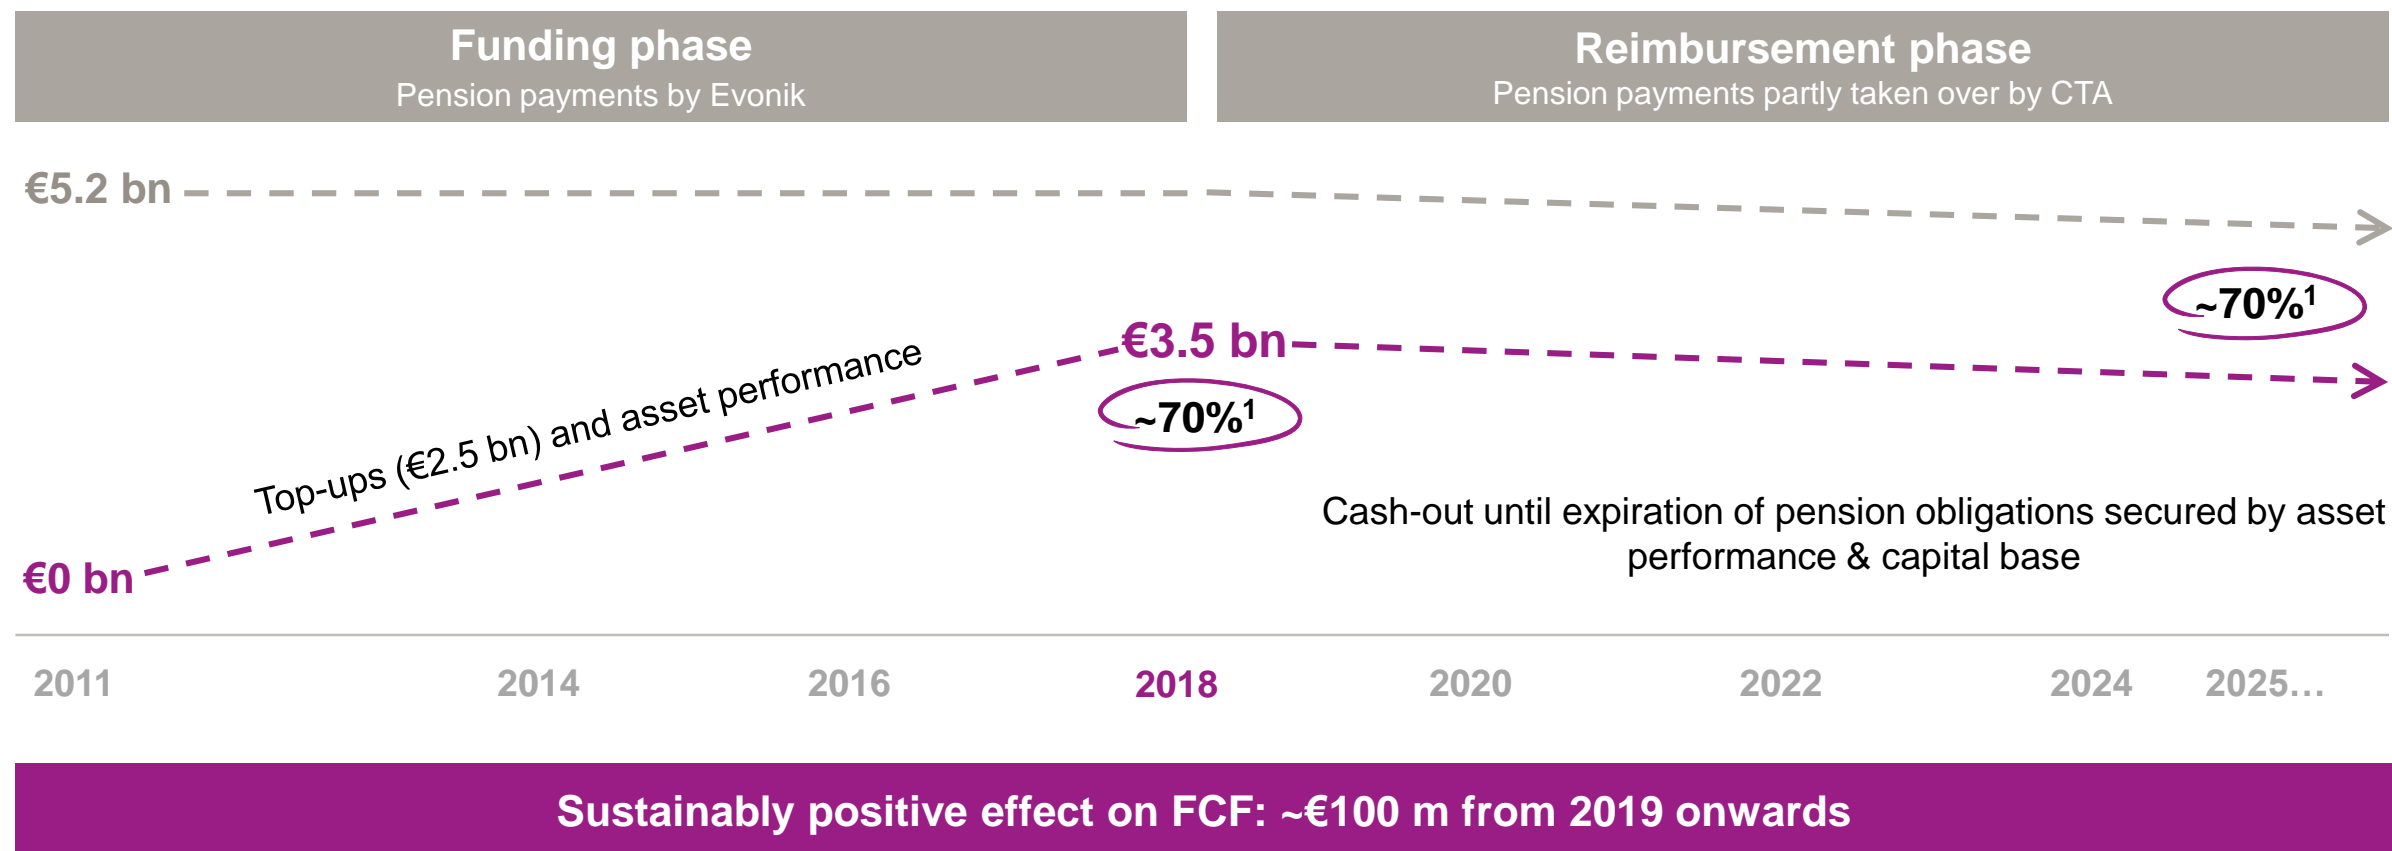 Funding phase
Pension payments by Evonik
Reimbursement phase
Pension payments partly taken over by CTA
€5.2 bn
~70%¹
€3.5 bn
Top-ups (€2.5 bn) and asset performance
~70%¹
Cash-out until expiration of pension obligations secured by asset
performance & capital base
€0 bn
2011 2014 2016 2018 2020 2022 2024 2025…
Sustainably positive effect on FCF: ~€100 m from 2019 onwards